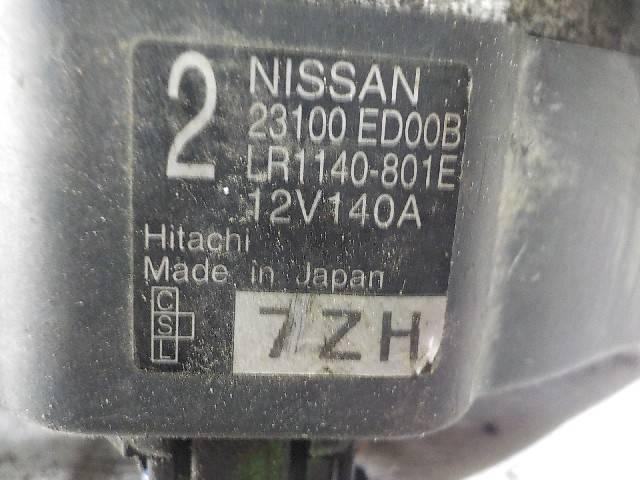 2
NISSAN
23100 ED00B
LR1140-801E
12V140A
Hitachi
Made in Japan
C
S
L
7ZH